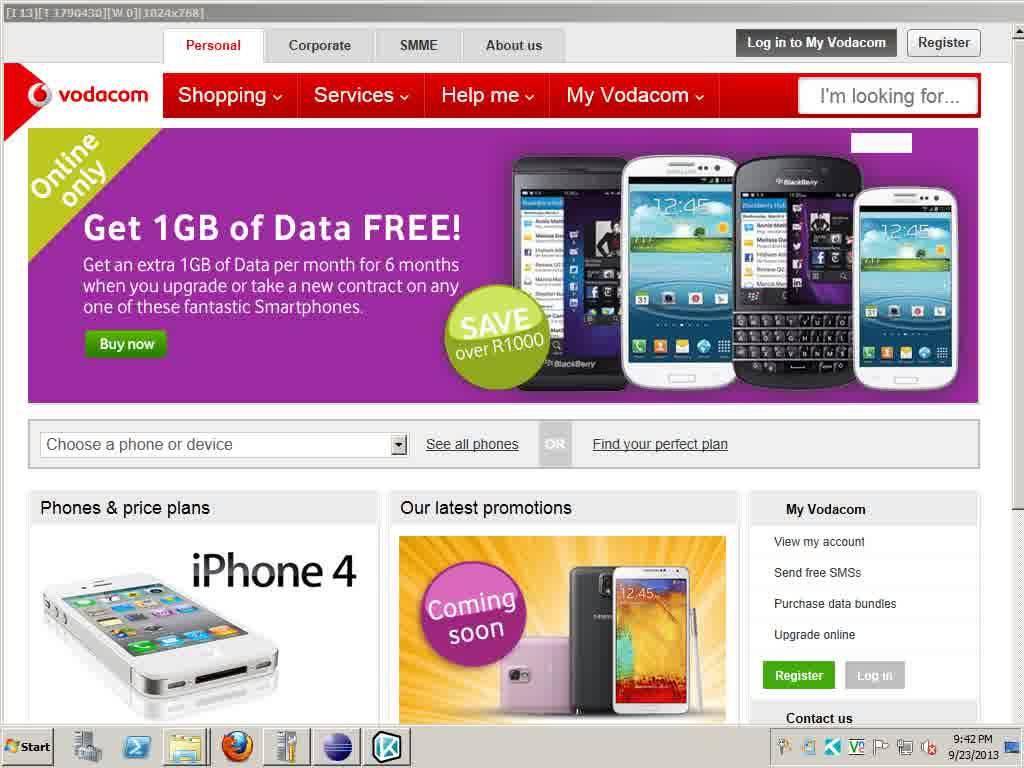 [I 13][T 1790430][W 0][1024x768]
Personal
Corporate
SMME
About us
Log in to My Vodacom
Register
vodacom
Shopping
Services
Help me
My Vodacom
I'm looking for...
Online
only
Get 1GB of Data FREE!
Get an extra 1GB of Data per month for 6 months
when you upgrade or take a new contract on any
one of these fantastic Smartphones.
Buy now
SAVE
over R1000
BlackBerry
BlackBerry
12:45
12:45
Choose a phone or device
See all phones
OR
Find your perfect plan
Phones & price plans
iPhone 4
Our latest promotions
Coming
soon
12:45
My Vodacom
View my account
Send free SMSs
Purchase data bundles
Upgrade online
Register
Log in
Contact us
Start
9:42 PM
9/23/2013